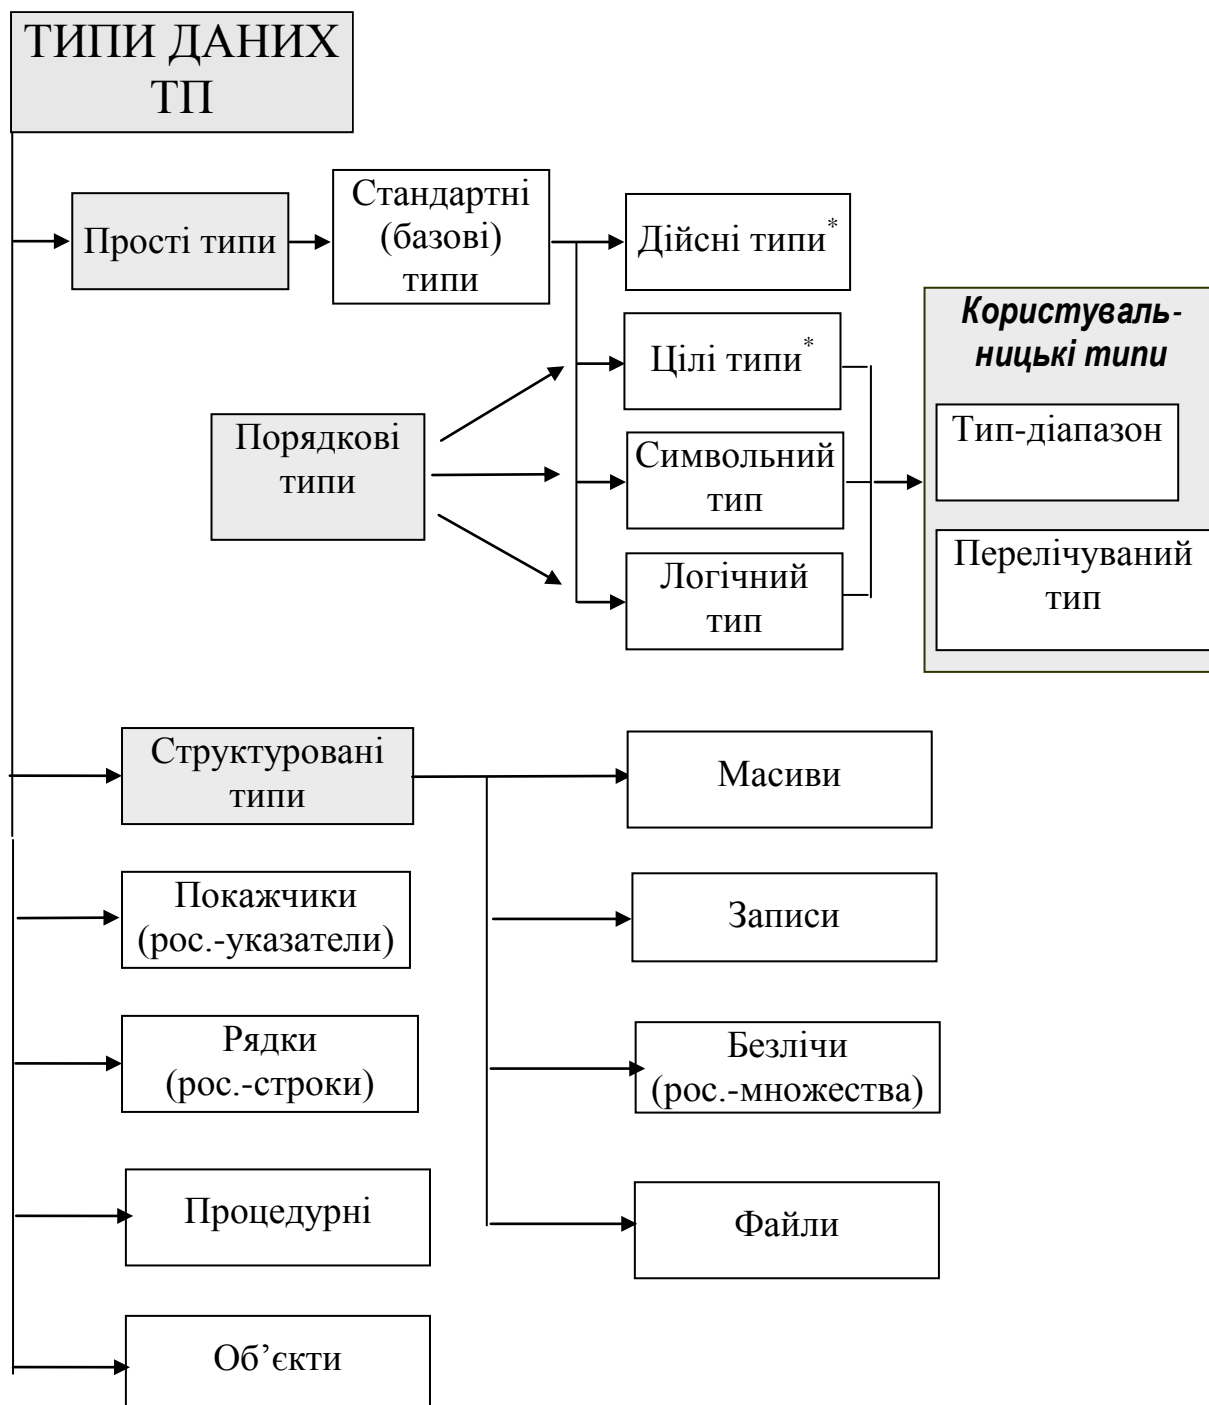 ТИПИ ДАНИХ
ТП
Прості типи
Стандартні
(базові)
типи
Дійсні типи*
Користуваль-
ницькі типи
Цілі типи*
Порядкові
типи
Символьний
тип
Тип-діапазон
Логічний
тип
Перелічуваний
тип
Структуровані
типи
Масиви
Покажчики
(рос.-указатели)
Записи
Рядки
(рос.-строки)
Безлічи
(рос.-множества)
Процедурні
Файли
Об’єкти